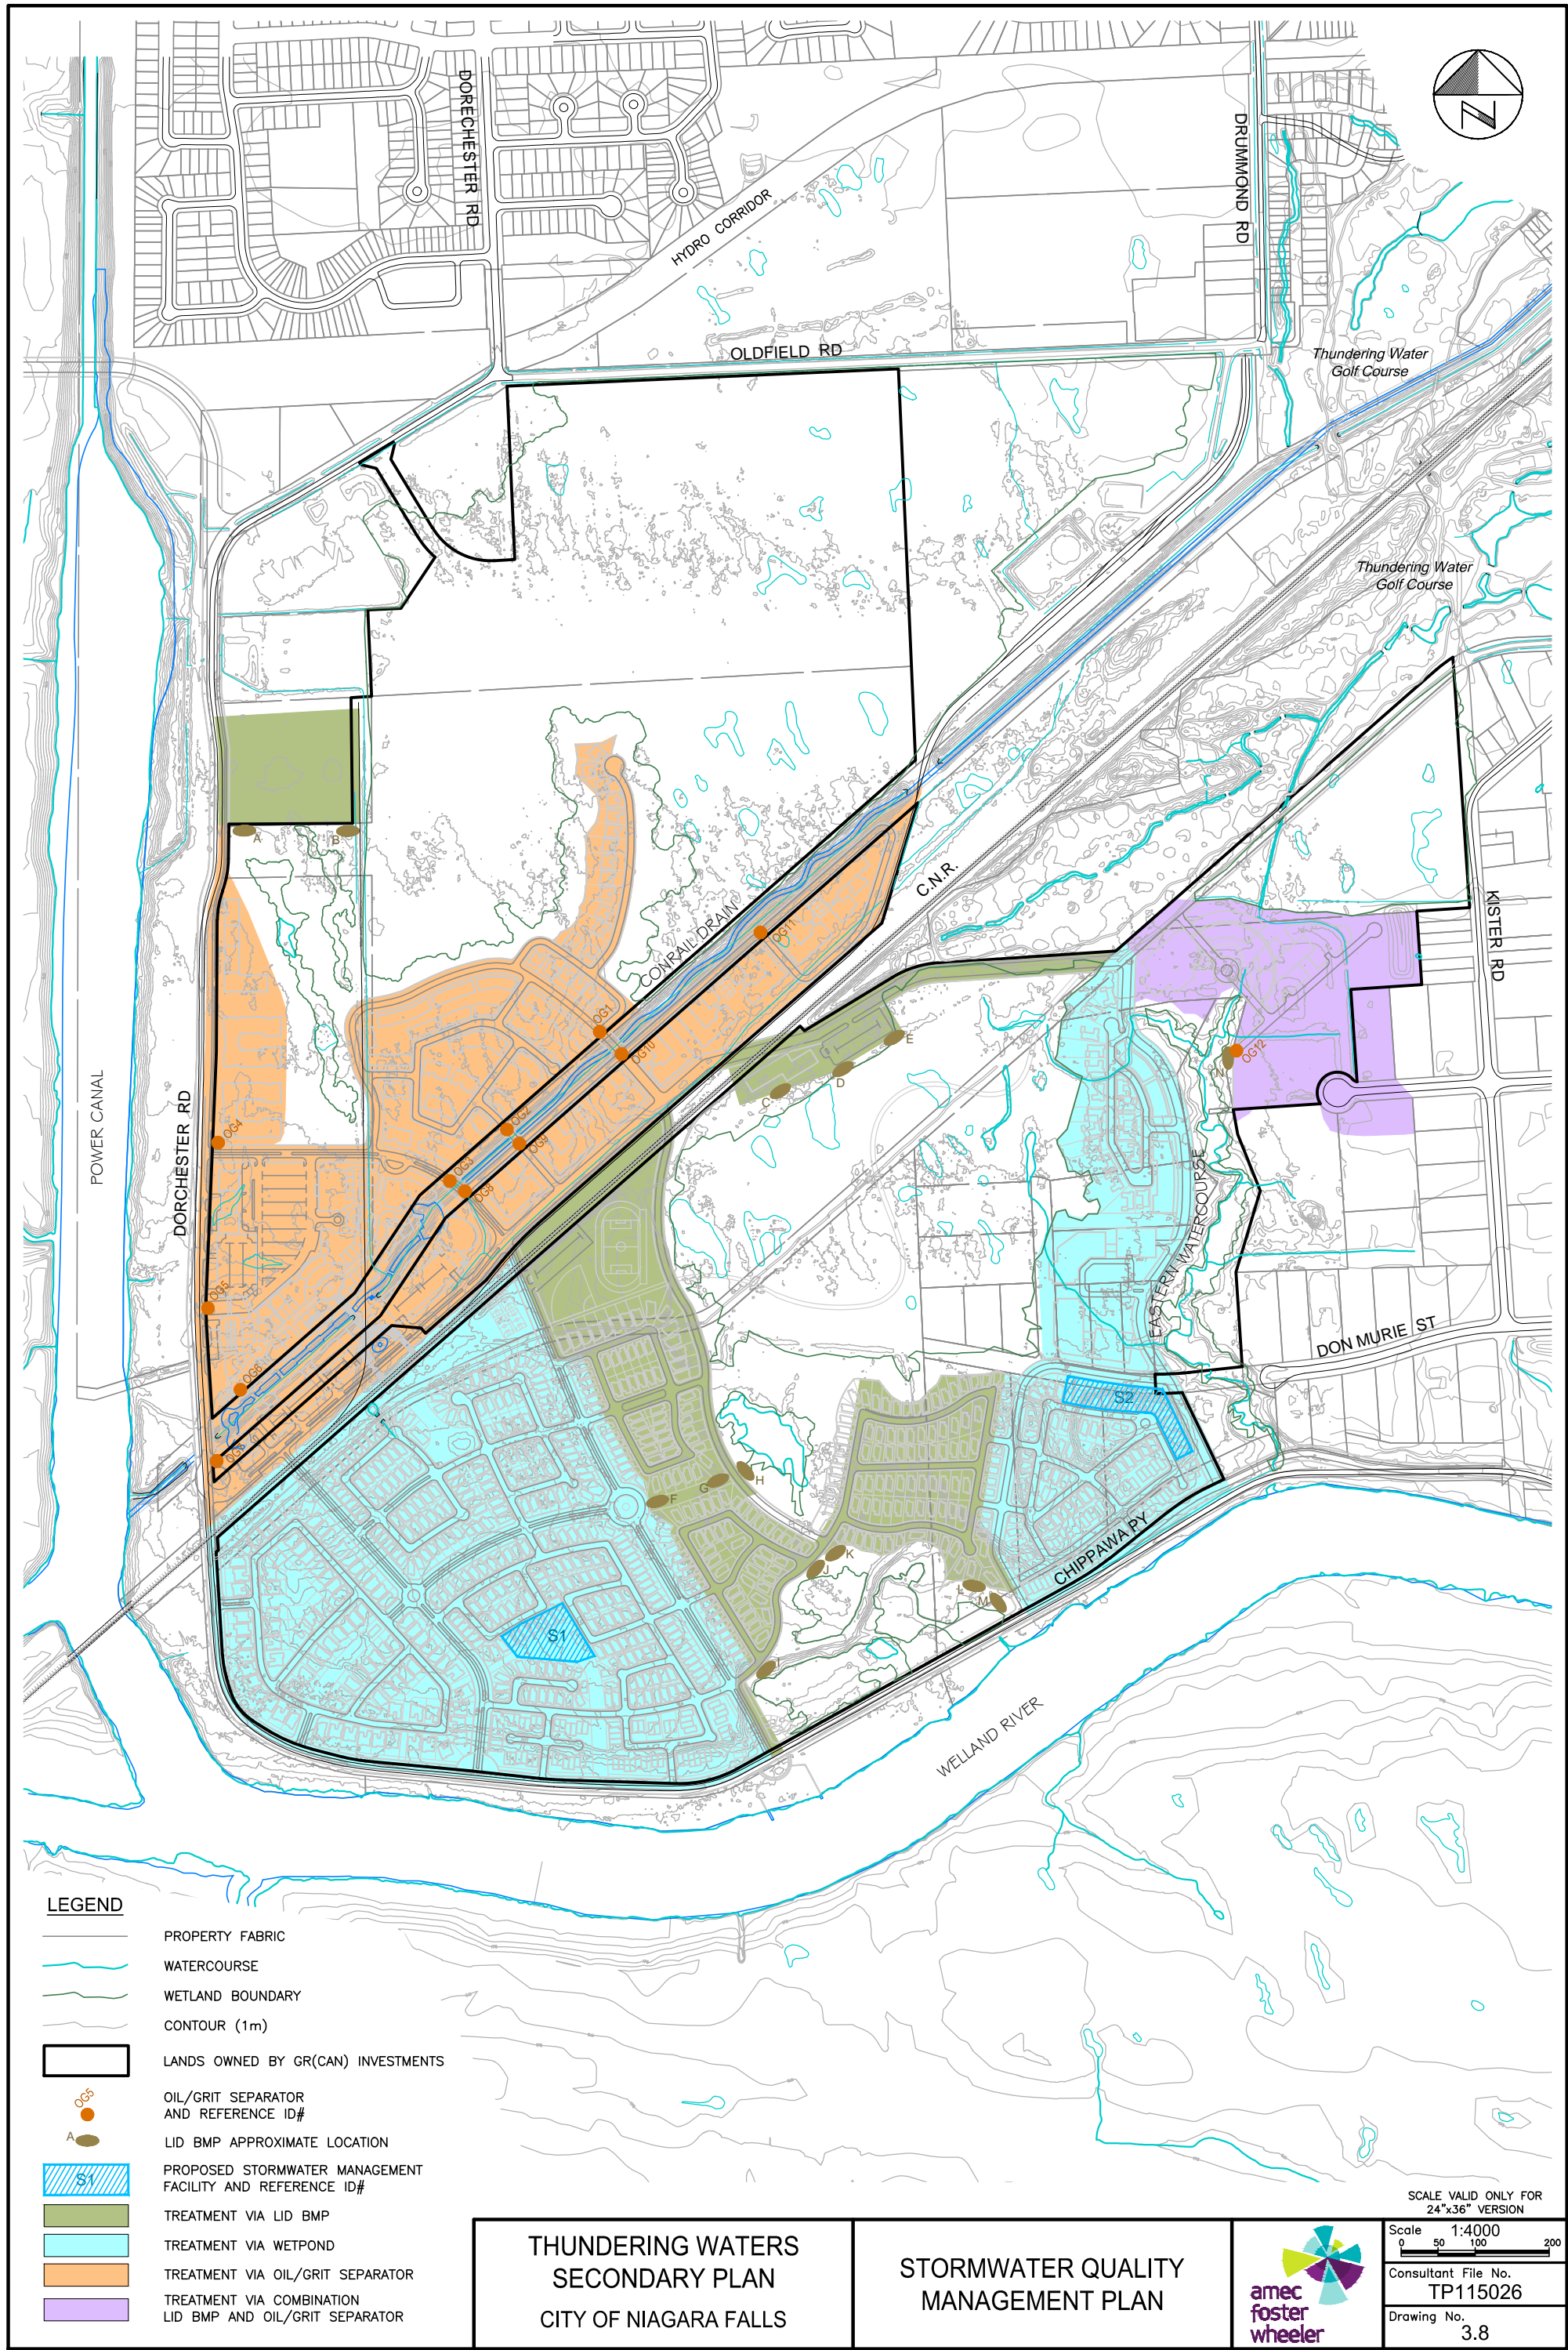 DORECHESTER RD
DRUMMOND RD
N
HYDRO CORRIDOR
OLDFIELD RD
Thundering Water
Golf Course
Thundering Water
Golf Course
A
B
C.N.R.
CONRAIL DRAIN
OG11
KISTER RD
OG1
OG10
E
D
C
OG12
N
POWER CANAL
DORCHESTER RD
OG4
OG2
OG9
OG3
OG8
EASTERN WATERCOURSE
OG5
DON MURIE ST
OG6
S2
H
G
F
CHIPPAWA PY
K
J
L
M
S1
I
WELLAND RIVER
LEGEND
PROPERTY FABRIC
WATERCOURSE
WETLAND BOUNDARY
CONTOUR (1m)
LANDS OWNED BY GR(CAN) INVESTMENTS
OG5
OIL/GRIT SEPARATOR
AND REFERENCE ID#
A
LID BMP APPROXIMATE LOCATION
S1
PROPOSED STORMWATER MANAGEMENT
FACILITY AND REFERENCE ID#
TREATMENT VIA LID BMP
TREATMENT VIA WETPOND
TREATMENT VIA OIL/GRIT SEPARATOR
TREATMENT VIA COMBINATION
LID BMP AND OIL/GRIT SEPARATOR
THUNDERING WATERS
SECONDARY PLAN
CITY OF NIAGARA FALLS
STORMWATER QUALITY
MANAGEMENT PLAN
amec
foster
wheeler
SCALE VALID ONLY FOR
24"x36" VERSION
Scale 1:4000
0 50 100 200
Consultant File No.
TP115026
Drawing No.
3.8